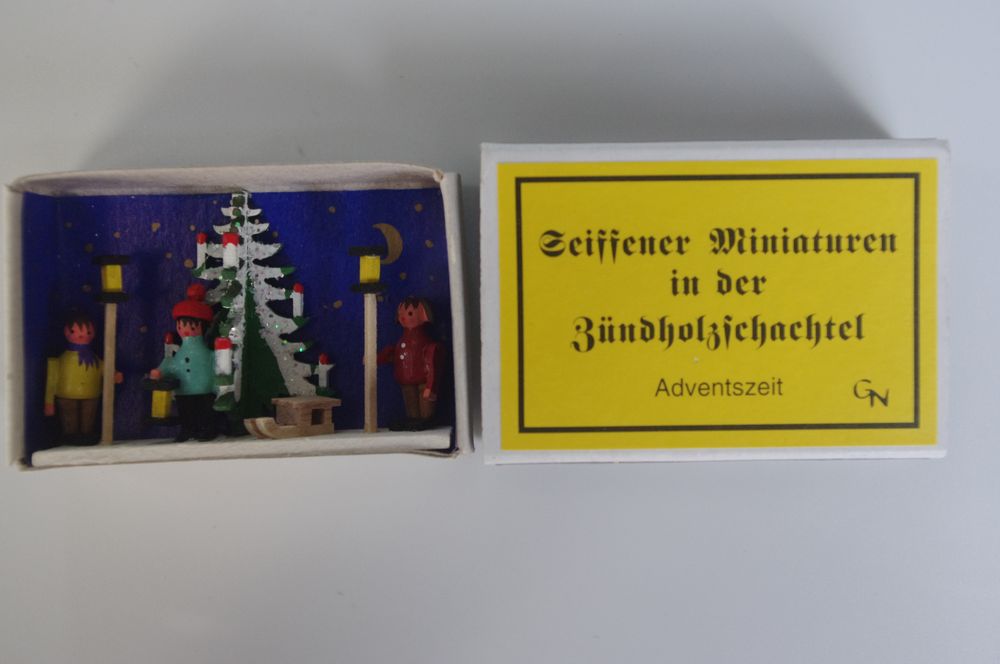 Seiffener Miniaturen
in der
Zündholzſchachtel
Adventszeit
GN